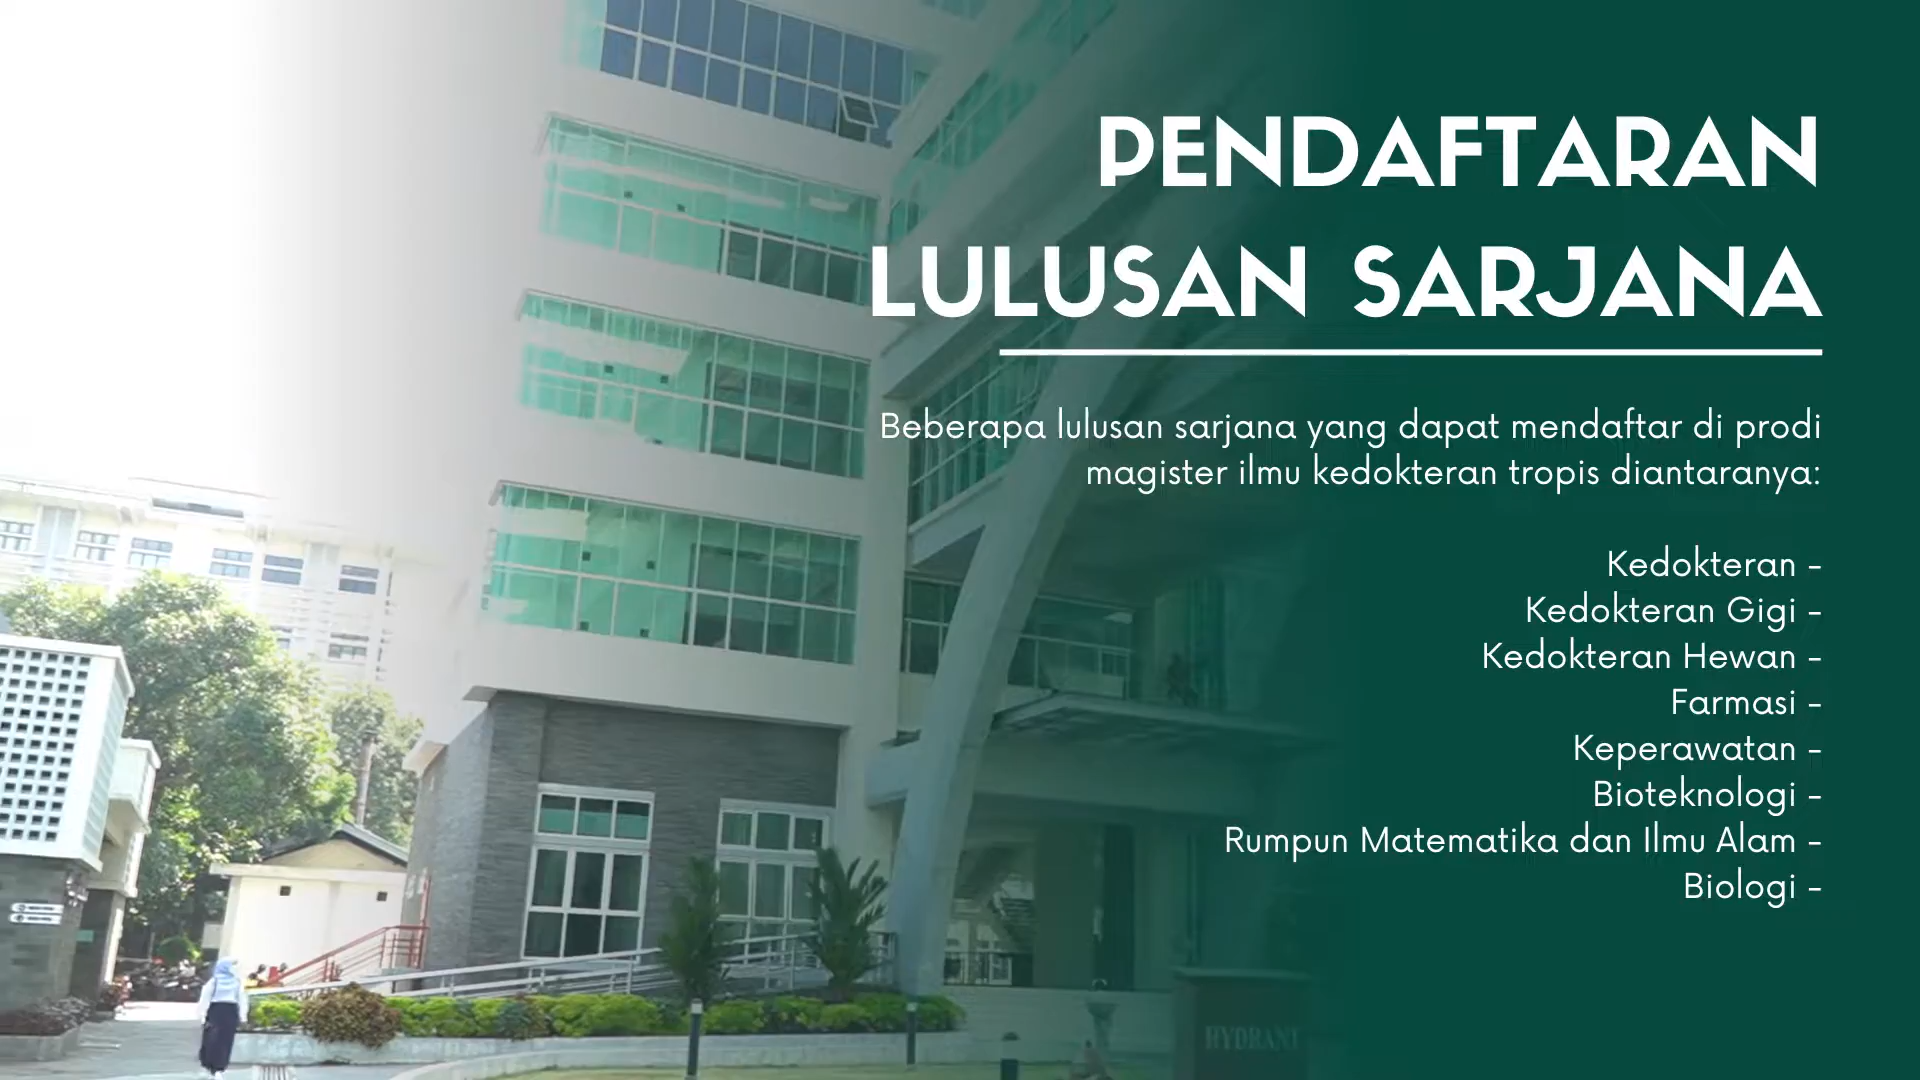 PENDAFTARAN
LULUSAN SARJANA
Beberapa lulusan sarjana yang dapat mendaftar di prodi
magister ilmu kedokteran tropis diantaranya:
Kedokteran -
Kedokteran Gigi -
Kedokteran Hewan -
Farmasi -
Keperawatan -
Bioteknologi -
Rumpun Matematika dan Ilmu Alam -
Biologi -
HYDRANT